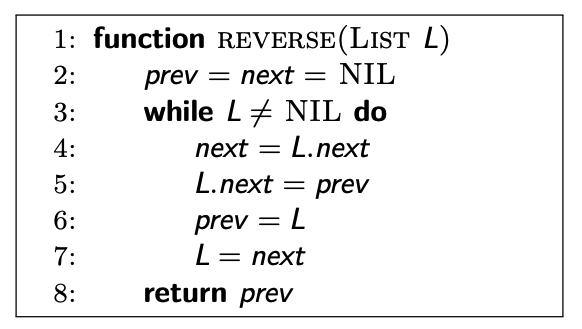 1: function REVERSE(LIST L)
2: prev = next = NIL
3: while L ≠ NIL do
4: next = L.next
5: L.next = prev
6: prev = L
7: L = next
8: return prev